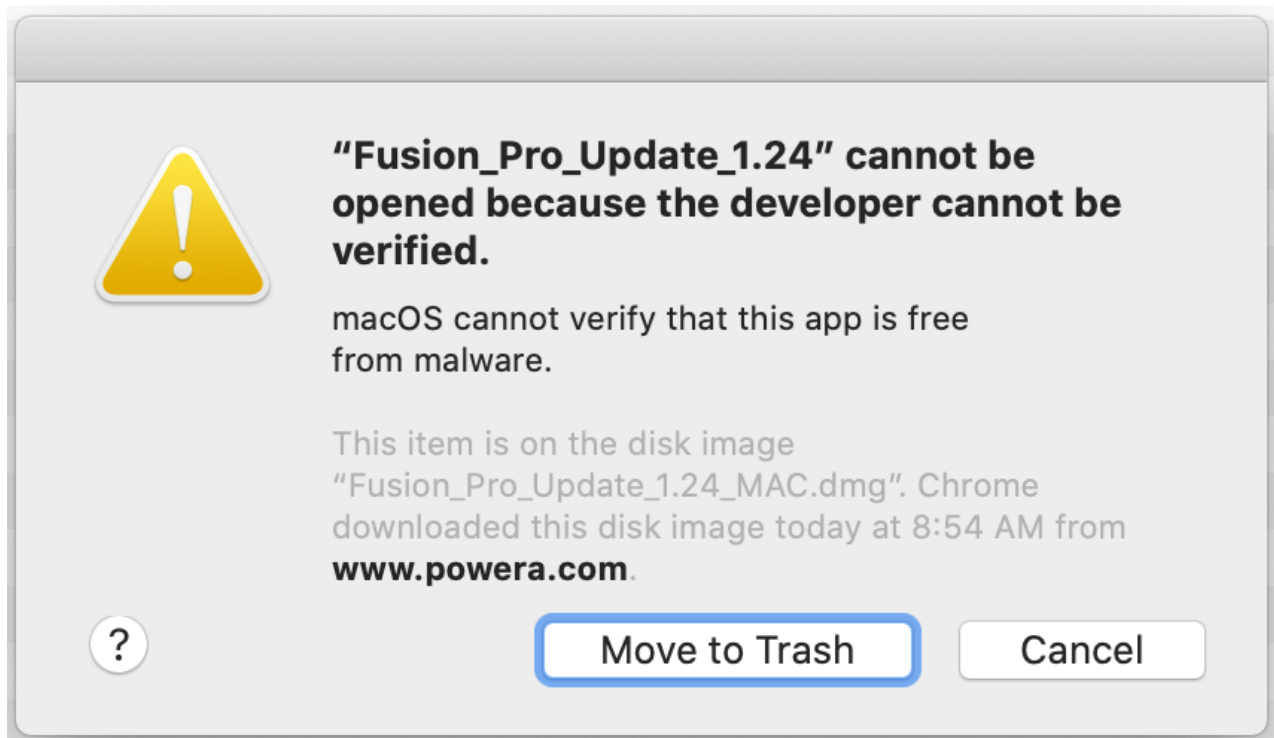 “Fusion_Pro_Update_1.24” cannot be
opened because the developer cannot be
verified.
macOS cannot verify that this app is free
from malware.
This item is on the disk image
“Fusion_Pro_Update_1.24_MAC.dmg”. Chrome
downloaded this disk image today at 8:54 AM from
www.powera.com.
?
Move to Trash
Cancel